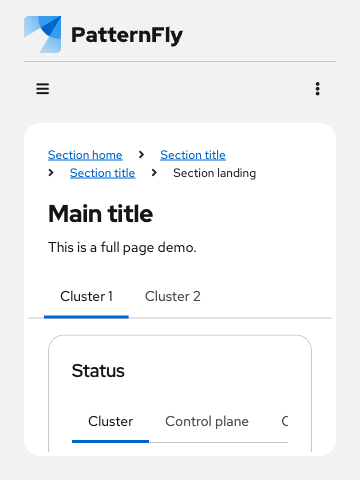 PatternFly
Section home Section title
Section title Section landing
Main title
This is a full page demo.
Cluster 1 Cluster 2
Status
Cluster Control plane